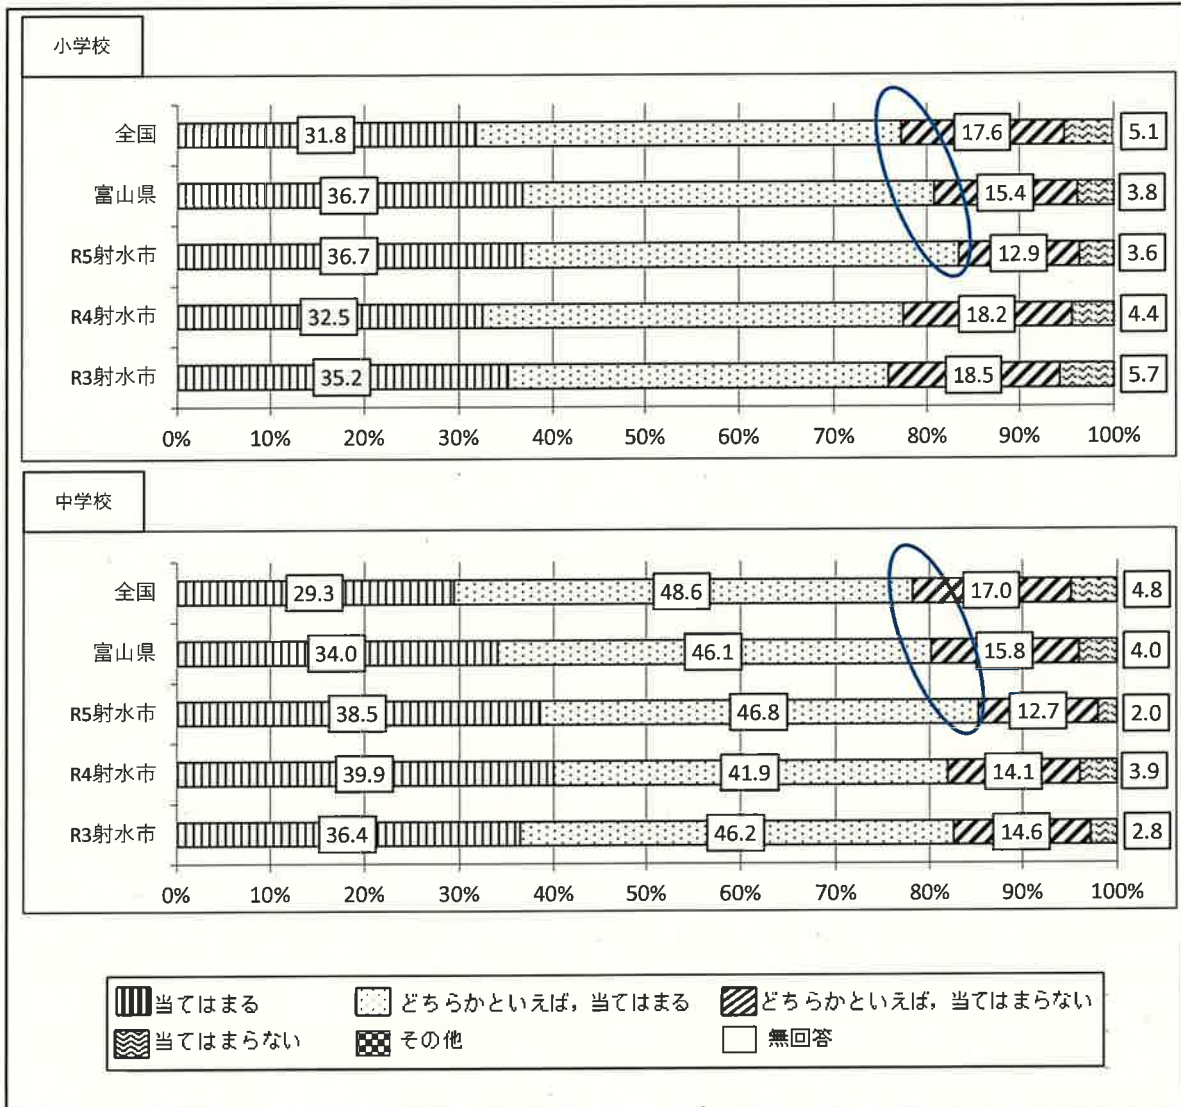 小学校
全国 31.8 17.6 5.1
富山県 36.7 15.4 3.8
R5射水市 36.7 12.9 3.6
R4射水市 32.5 18.2 4.4
R3射水市 35.2 18.5 5.7
0% 10% 20% 30% 40% 50% 60% 70% 80% 90% 100%
中学校
全国 29.3 48.6 17.0 4.8
富山県 34.0 46.1 15.8 4.0
R5射水市 38.5 46.8 12.7 2.0
R4射水市 39.9 41.9 14.1 3.9
R3射水市 36.4 46.2 14.6 2.8
0% 10% 20% 30% 40% 50% 60% 70% 80% 90% 100%
当てはまる どちらかといえば，当てはまる どちらかといえば，当てはまらない
当てはまらない その他 無回答